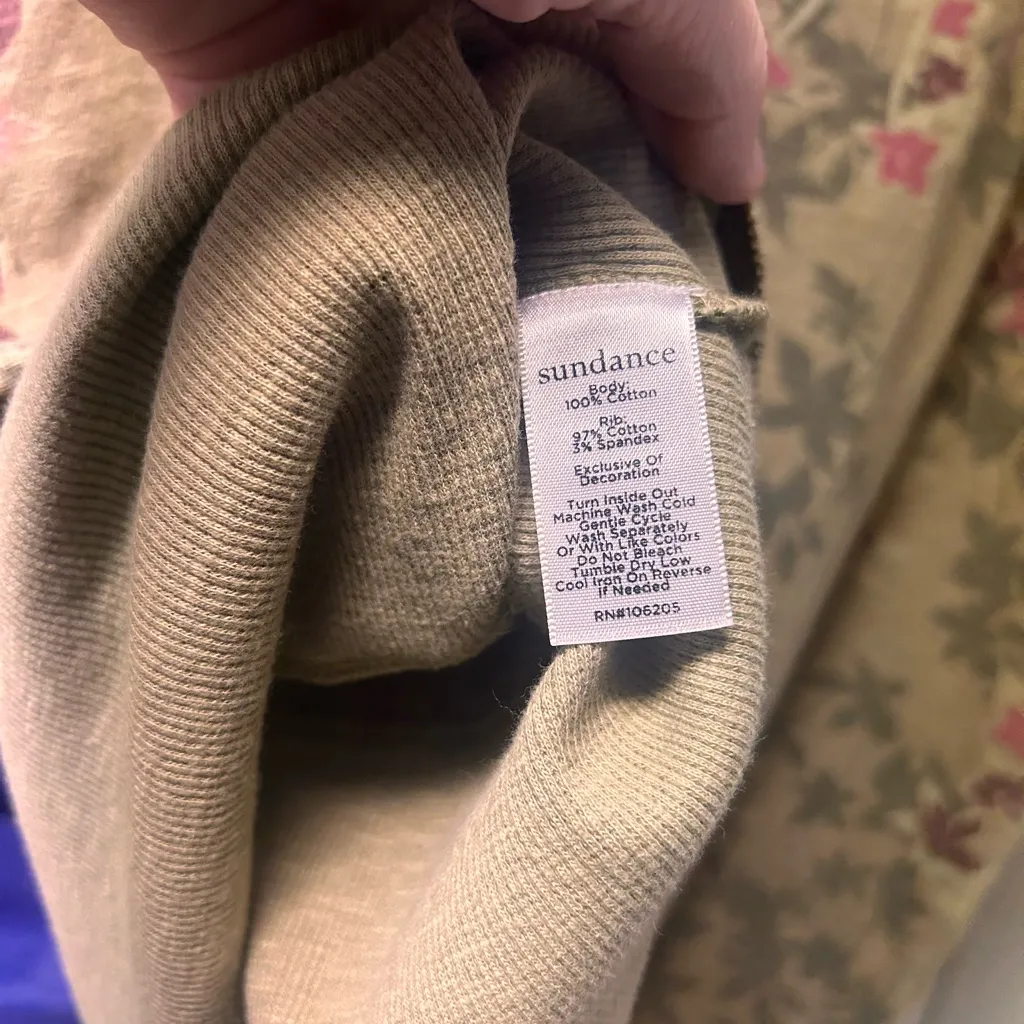 sundance
Body:
100% Cotton
Rib:
97% Cotton
3% Spandex
Exclusive Of
Decoration
Turn Inside Out
Machine Wash Cold
Gentle Cycle
Wash Separately
Or With Like Colors
Do Not Bleach
Tumble Dry Low
Cool Iron On Reverse
If Needed
RN#106205